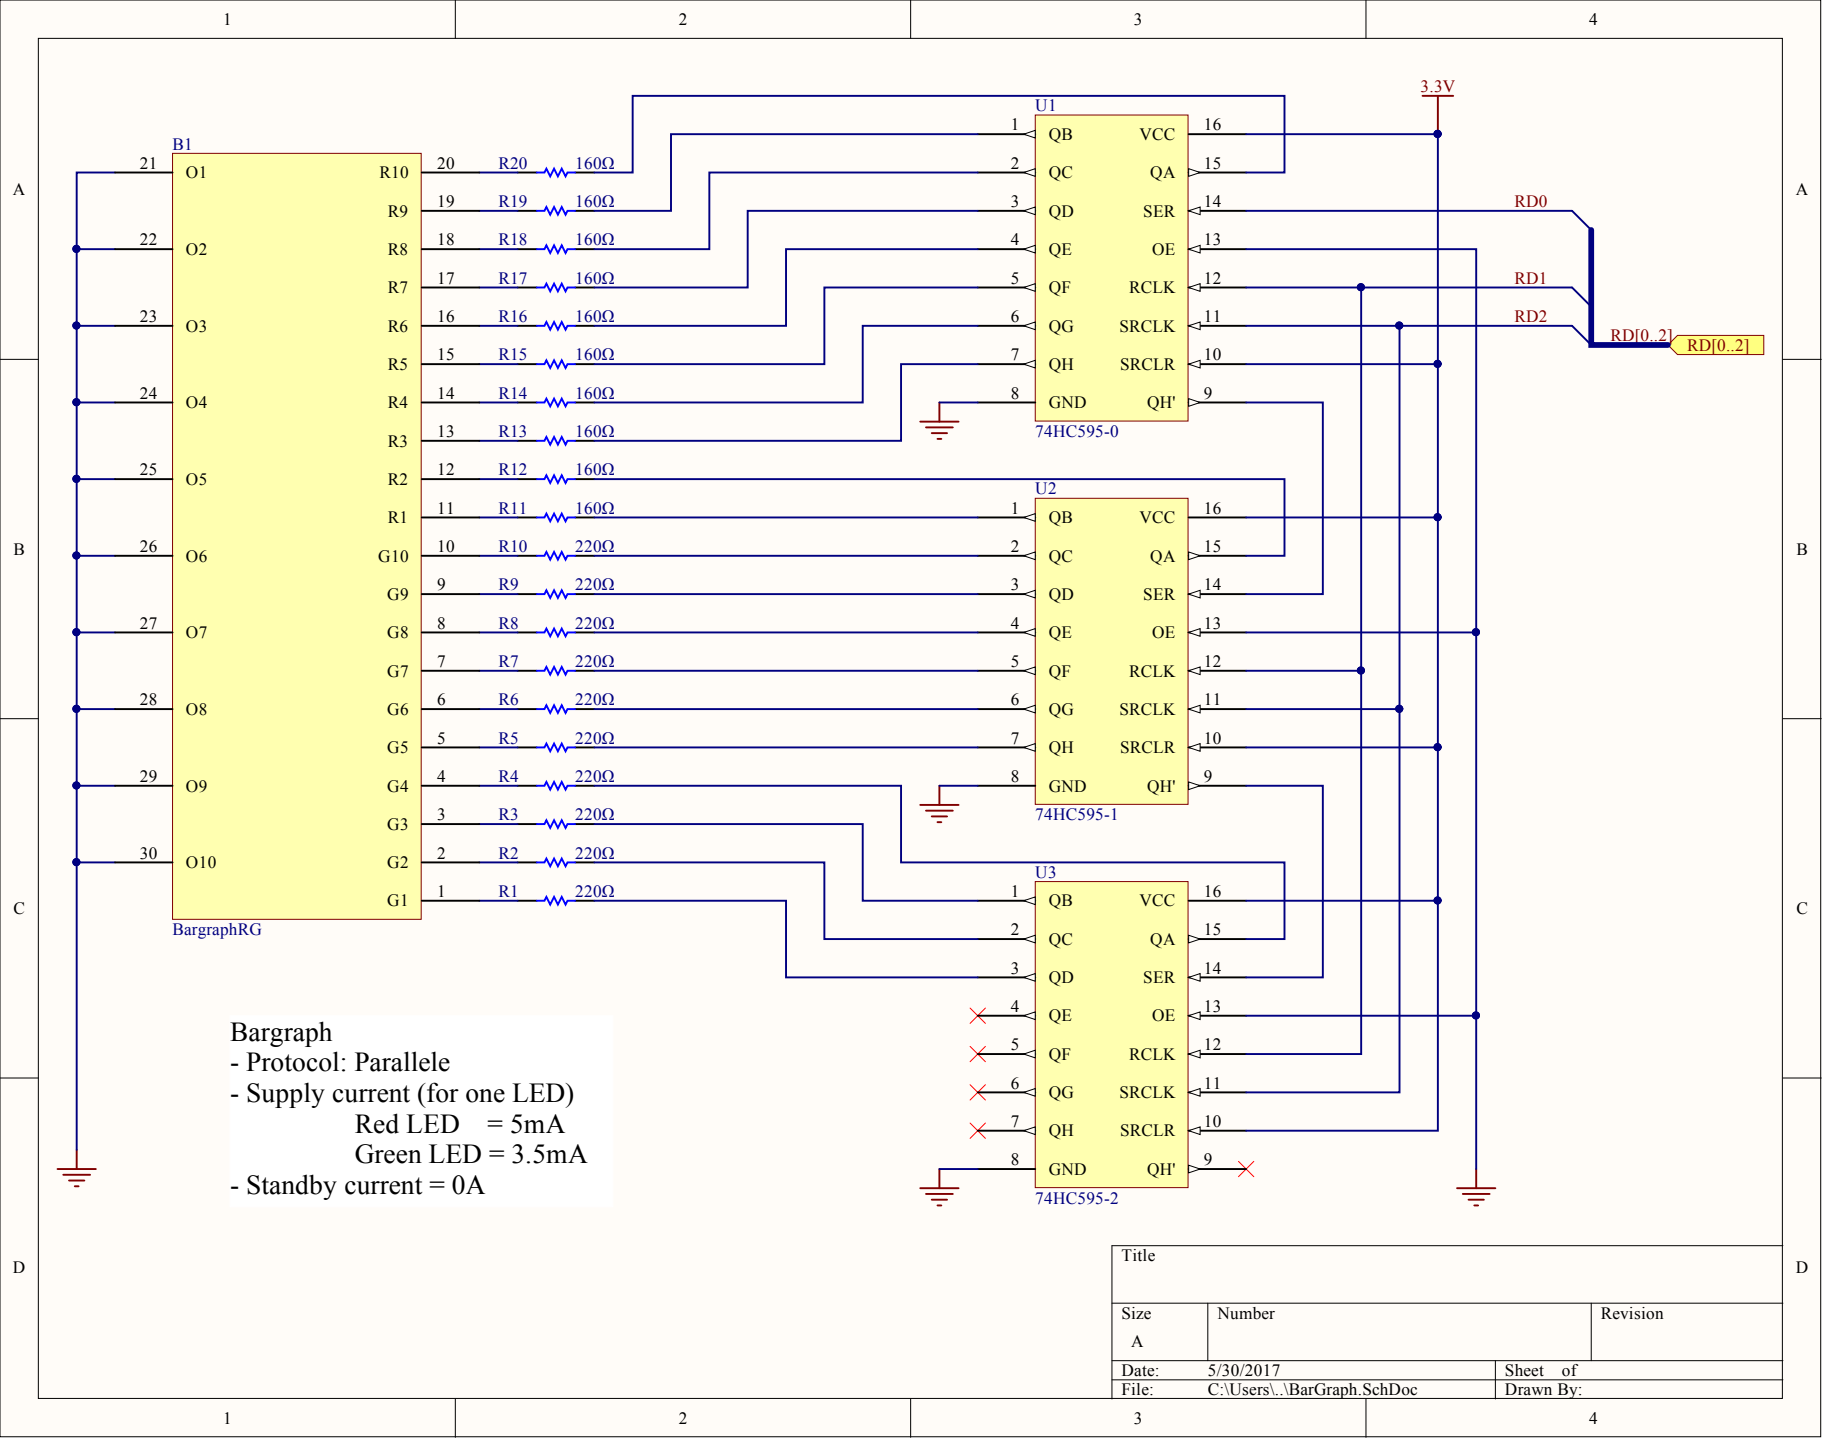 1 2 3 4
3.3V
U1
B1
1 QB VCC 16
21 O1 R10 20 R20 160Ω 2 QC QA 15
A A
R9 19 R19 160Ω 3 QD SER 14 RD0
22 O2 R8 18 R18 160Ω 4 QE OE 13
R7 17 R17 160Ω 5 QF RCLK 12 RD1
23 O3 R6 16 R16 160Ω 6 QG SRCLK 11 RD2
RD[0..2] RD[0..2]
R5 15 R15 160Ω 7 QH SRCLR 10
24 O4 R4 14 R14 160Ω 8 GND QH' 9
74HC595-0
R3 13 R13 160Ω
25 O5 R2 12 R12 160Ω
U2
R1 11 R11 160Ω 1 QB VCC 16
B B
26 O6 G10 10 R10 220Ω 2 QC QA 15
G9 9 R9 220Ω 3 QD SER 14
27 O7 G8 8 R8 220Ω 4 QE OE 13
G7 7 R7 220Ω 5 QF RCLK 12
28 O8 G6 6 R6 220Ω 6 QG SRCLK 11
G5 5 R5 220Ω 7 QH SRCLR 10
29 O9 G4 4 R4 220Ω 8 GND QH' 9
74HC595-1
G3 3 R3 220Ω
30 O10 G2 2 R2 220Ω
U3
G1 1 R1 220Ω 1 QB VCC 16
C C
BargraphRG
2 QC QA 15
3 QD SER 14
4 QE OE 13
5 QF RCLK 12
6 QG SRCLK 11
7 QH SRCLR 10
8 GND QH' 9
74HC595-2
Bargraph
- Protocol: Parallele
- Supply current (for one LED)
Red LED = 5mA
Green LED = 3.5mA
- Standby current = 0A
D D
Title
Size Number Revision
A
Date: 5/30/2017 Sheet of
File: C:\Users\..\BarGraph.SchDoc Drawn By:
1 2 3 4